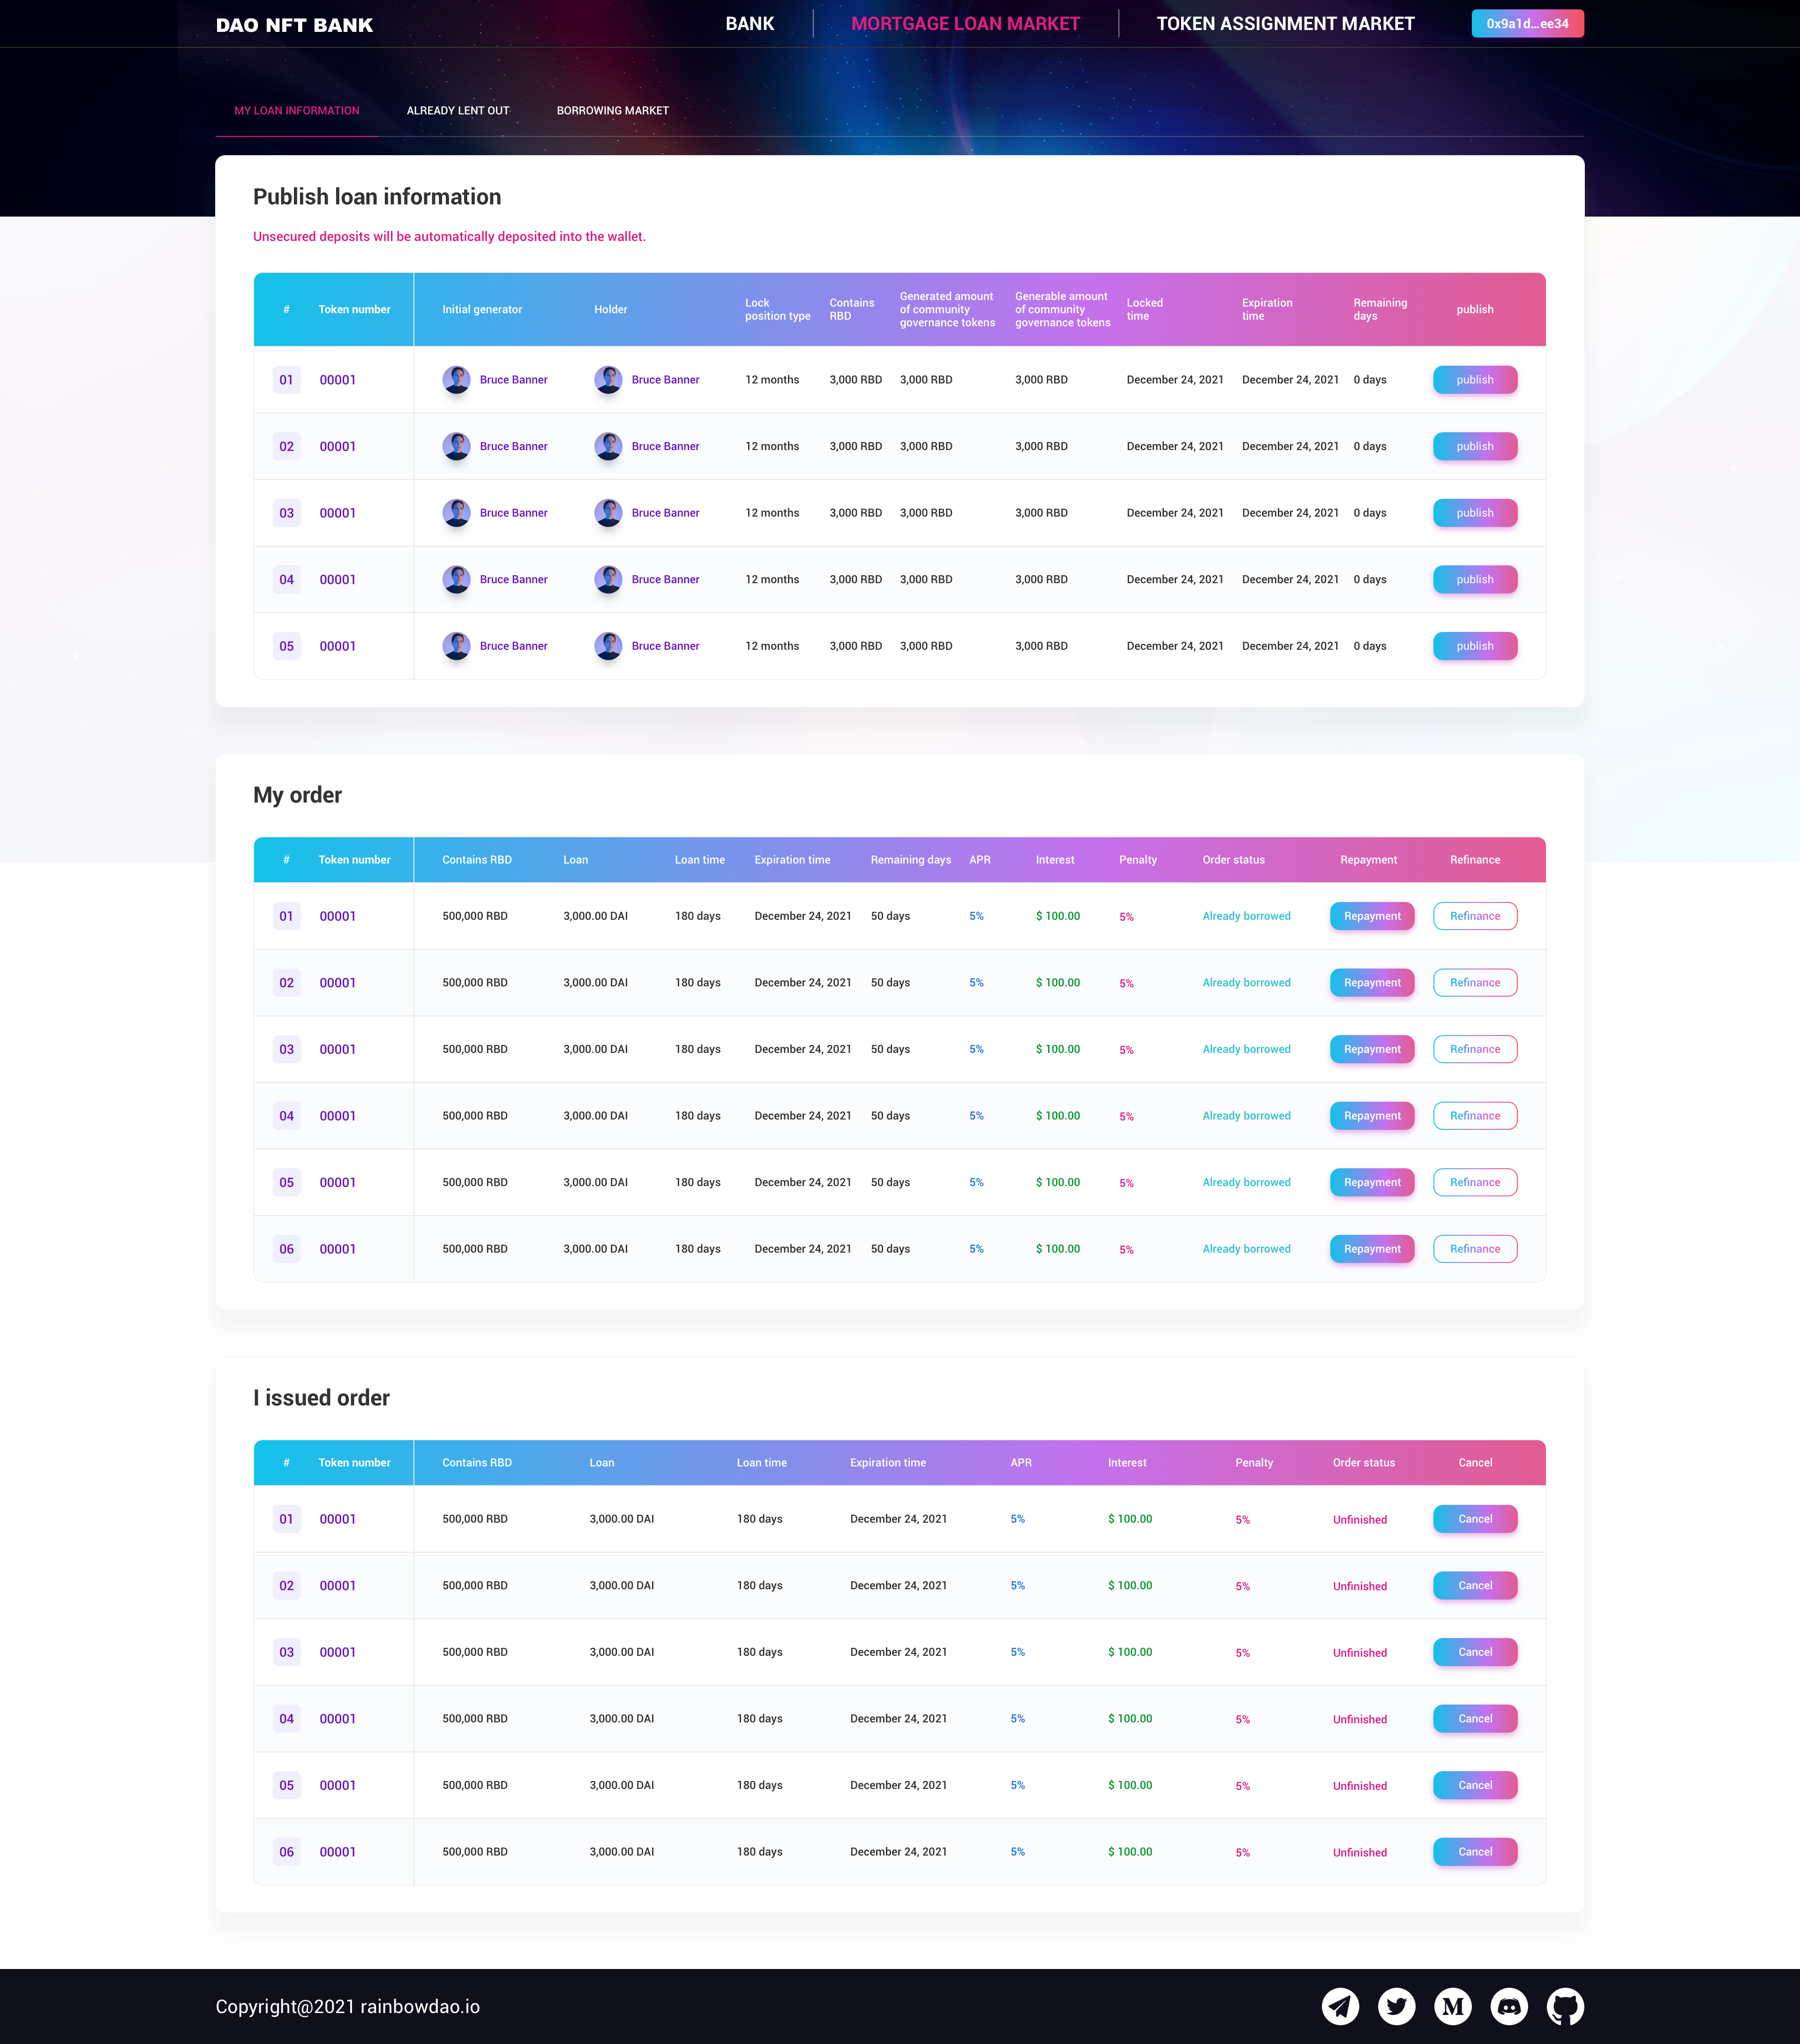 DAO NFT BANK
BANK
MORTGAGE LOAN MARKET
TOKEN ASSIGNMENT MARKET
0x9a1d...ee34
MY LOAN INFORMATION
ALREADY LENT OUT
BORROWING MARKET
Publish loan information
Unsecured deposits will be automatically deposited into the wallet.
# Token number Initial generator Holder Lock position type Contains RBD Generated amount of community governance tokens Generable amount of community governance tokens Locked time Expiration time Remaining days publish
01 00001 Bruce Banner Bruce Banner 12 months 3,000 RBD 3,000 RBD 3,000 RBD December 24, 2021 December 24, 2021 0 days publish
02 00001 Bruce Banner Bruce Banner 12 months 3,000 RBD 3,000 RBD 3,000 RBD December 24, 2021 December 24, 2021 0 days publish
03 00001 Bruce Banner Bruce Banner 12 months 3,000 RBD 3,000 RBD 3,000 RBD December 24, 2021 December 24, 2021 0 days publish
04 00001 Bruce Banner Bruce Banner 12 months 3,000 RBD 3,000 RBD 3,000 RBD December 24, 2021 December 24, 2021 0 days publish
05 00001 Bruce Banner Bruce Banner 12 months 3,000 RBD 3,000 RBD 3,000 RBD December 24, 2021 December 24, 2021 0 days publish
My order
# Token number Contains RBD Loan Loan time Expiration time Remaining days APR Interest Penalty Order status Repayment Refinance
01 00001 500,000 RBD 3,000.00 DAI 180 days December 24, 2021 50 days 5% $ 100.00 5% Already borrowed Repayment Refinance
02 00001 500,000 RBD 3,000.00 DAI 180 days December 24, 2021 50 days 5% $ 100.00 5% Already borrowed Repayment Refinance
03 00001 500,000 RBD 3,000.00 DAI 180 days December 24, 2021 50 days 5% $ 100.00 5% Already borrowed Repayment Refinance
04 00001 500,000 RBD 3,000.00 DAI 180 days December 24, 2021 50 days 5% $ 100.00 5% Already borrowed Repayment Refinance
05 00001 500,000 RBD 3,000.00 DAI 180 days December 24, 2021 50 days 5% $ 100.00 5% Already borrowed Repayment Refinance
06 00001 500,000 RBD 3,000.00 DAI 180 days December 24, 2021 50 days 5% $ 100.00 5% Already borrowed Repayment Refinance
I issued order
# Token number Contains RBD Loan Loan time Expiration time APR Interest Penalty Order status Cancel
01 00001 500,000 RBD 3,000.00 DAI 180 days December 24, 2021 5% $ 100.00 5% Unfinished Cancel
02 00001 500,000 RBD 3,000.00 DAI 180 days December 24, 2021 5% $ 100.00 5% Unfinished Cancel
03 00001 500,000 RBD 3,000.00 DAI 180 days December 24, 2021 5% $ 100.00 5% Unfinished Cancel
04 00001 500,000 RBD 3,000.00 DAI 180 days December 24, 2021 5% $ 100.00 5% Unfinished Cancel
05 00001 500,000 RBD 3,000.00 DAI 180 days December 24, 2021 5% $ 100.00 5% Unfinished Cancel
06 00001 500,000 RBD 3,000.00 DAI 180 days December 24, 2021 5% $ 100.00 5% Unfinished Cancel
Copyright@2021 rainbowdao.io